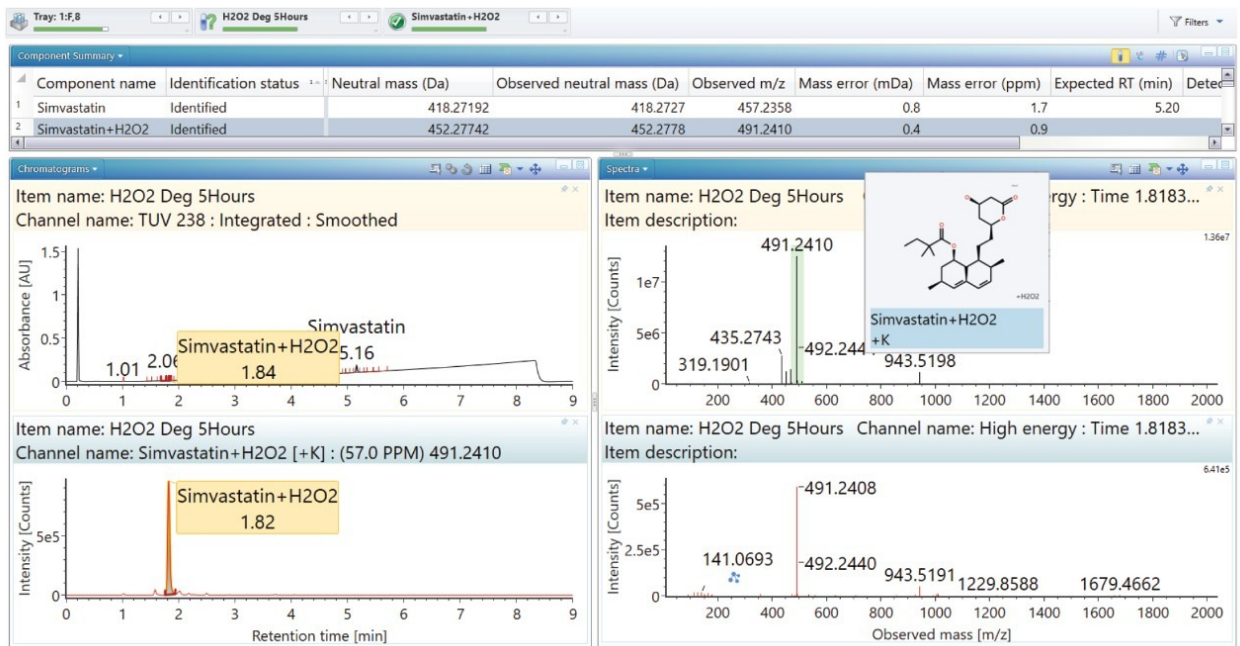 Tray: 1:F,8
H2O2 Deg 5Hours
Simvastatin+H2O2
Filters
Component Summary
Component name Identification status Neutral mass (Da) Observed neutral mass (Da) Observed m/z Mass error (mDa) Mass error (ppm) Expected RT (min) Detec
1 Simvastatin Identified 418.27192 418.2727 457.2358 0.8 1.7 5.20
2 Simvastatin+H2O2 Identified 452.27742 452.2778 491.2410 0.4 0.9
Chromatograms
Item name: H2O2 Deg 5Hours
Channel name: TUV 238 : Integrated : Smoothed
Absorbance [AU]
1.5
1
0.5
0
1.01
2.06
Simvastatin+H2O2
1.84
Simvastatin
5.16
0 1 2 3 4 5 6 7 8 9
Item name: H2O2 Deg 5Hours
Channel name: Simvastatin+H2O2 [+K] : (57.0 PPM) 491.2410
Intensity [Counts]
5e5
0
Simvastatin+H2O2
1.82
0 1 2 3 4 5 6 7 8 9
Retention time [min]
Spectra
Item name: H2O2 Deg 5Hours
rgy : Time 1.8183...
Item description:
1.36e7
Intensity [Counts]
1e7
5e6
0
491.2410
435.2743
319.1901
492.244
943.5198
O
O
O
O
O
+H2O2
Simvastatin+H2O2
+K
200 400 600 800 1000 1200 1400 1600 1800 2000
Item name: H2O2 Deg 5Hours Channel name: High energy : Time 1.8183...
Item description:
6.41e5
Intensity [Counts]
5e5
2.5e5
0
491.2408
141.0693
492.2440
943.5191
1229.8588
1679.4662
200 400 600 800 1000 1200 1400 1600 1800 2000
Observed mass [m/z]